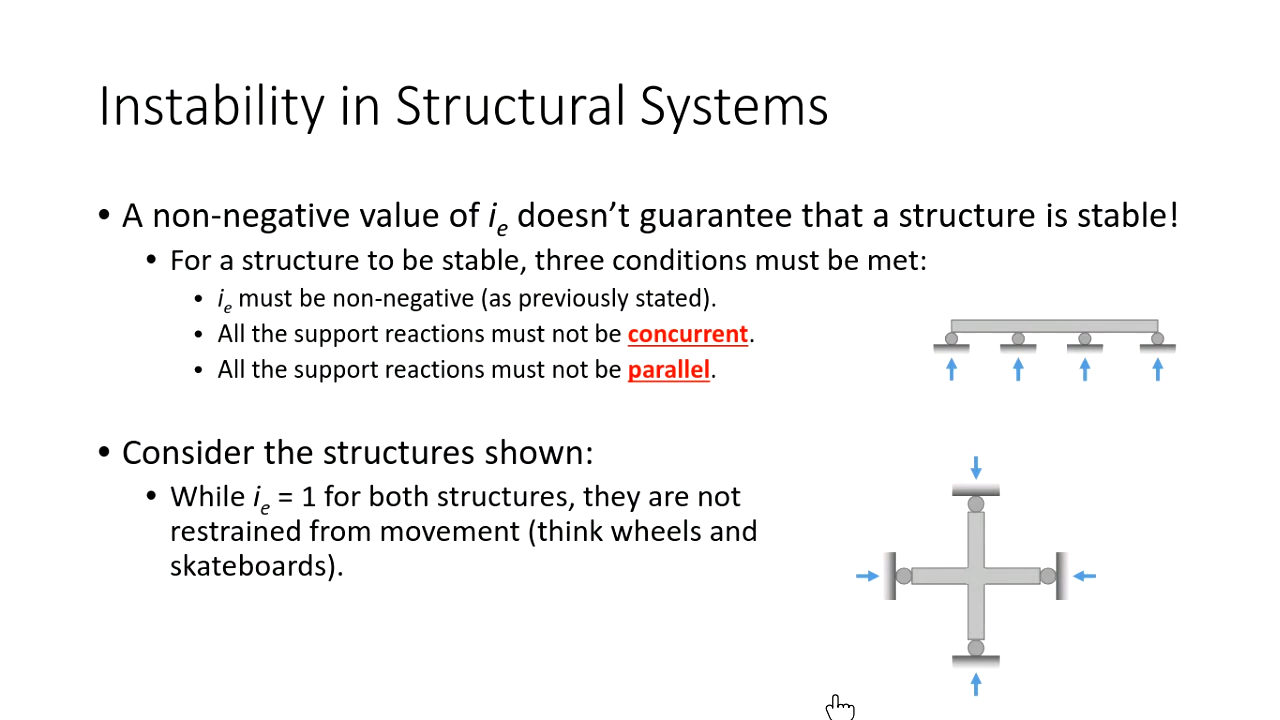 Instability in Structural Systems
• A non-negative value of ie doesn’t guarantee that a structure is stable!
• For a structure to be stable, three conditions must be met:
• ie must be non-negative (as previously stated).
• All the support reactions must not be concurrent.
• All the support reactions must not be parallel.
• Consider the structures shown:
• While ie = 1 for both structures, they are not
restrained from movement (think wheels and
skateboards).